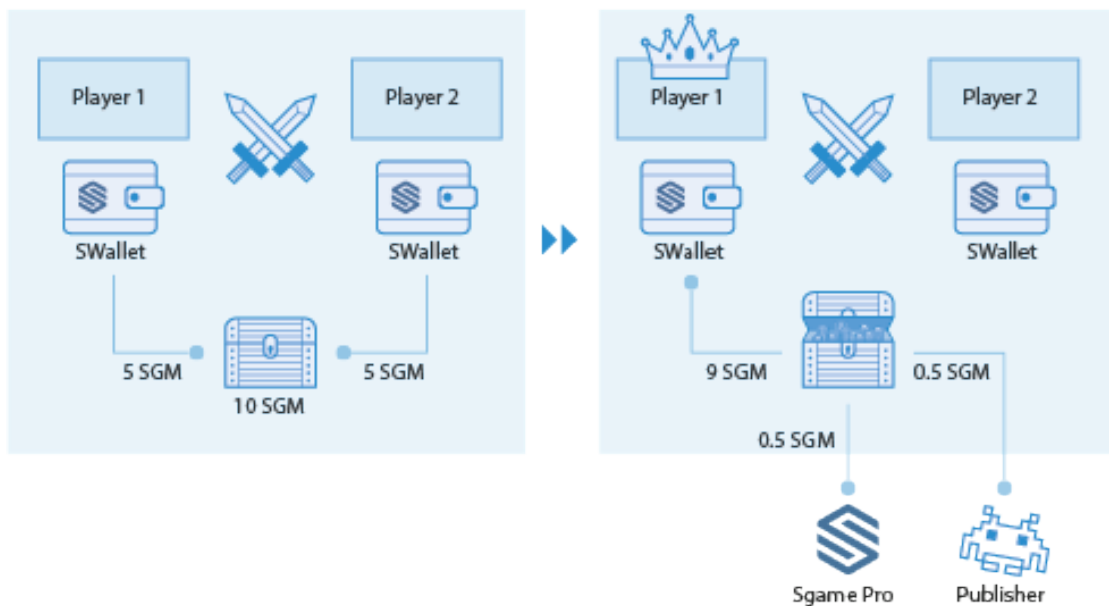 Player 1
Player 2
SWallet
SWallet
5 SGM
5 SGM
10 SGM
Player 1
Player 2
SWallet
SWallet
9 SGM
0.5 SGM
0.5 SGM
Sgame Pro
Publisher